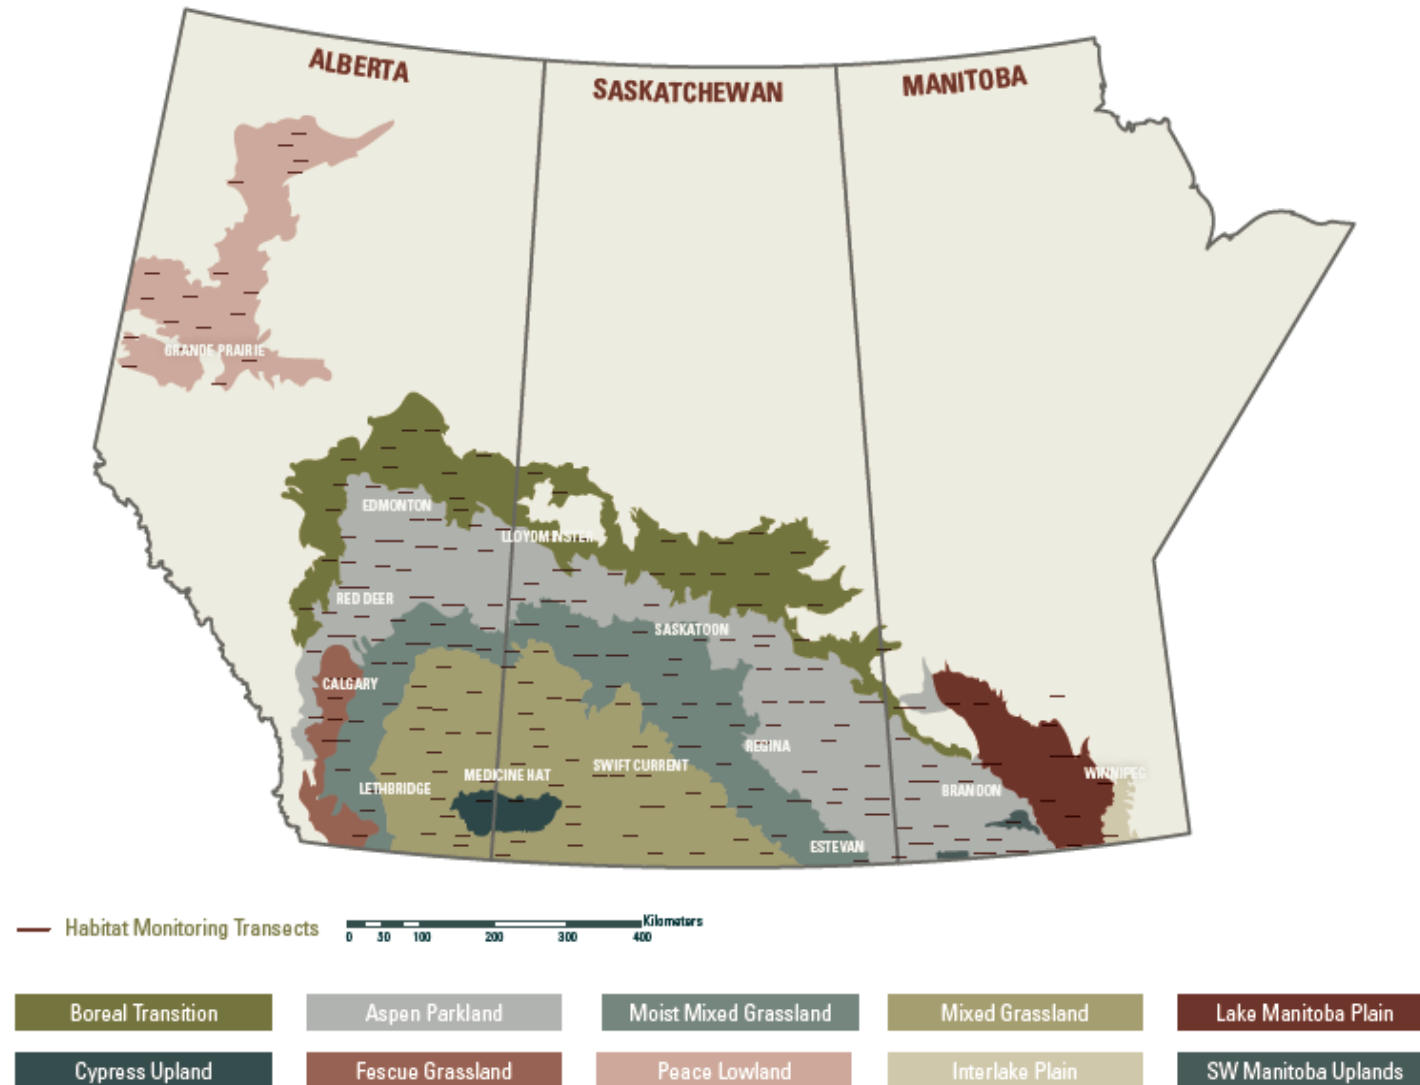 ALBERTA
SASKATCHEWAN
MANITOBA
GRANDE PRAIRIE
EDMONTON
LLOYDMINSTER
RED DEER
SASKATOON
CALGARY
REGINA
SWIFT CURRENT
MEDICINE HAT
WINNIPEG
LETHBRIDGE
BRANDON
ESTEVAN
Habitat Monitoring Transects
Kilometers
0 50 100 200 300 400
Boreal Transition Aspen Parkland Moist Mixed Grassland Mixed Grassland Lake Manitoba Plain
Cypress Upland Fescue Grassland Peace Lowland Interlake Plain SW Manitoba Uplands